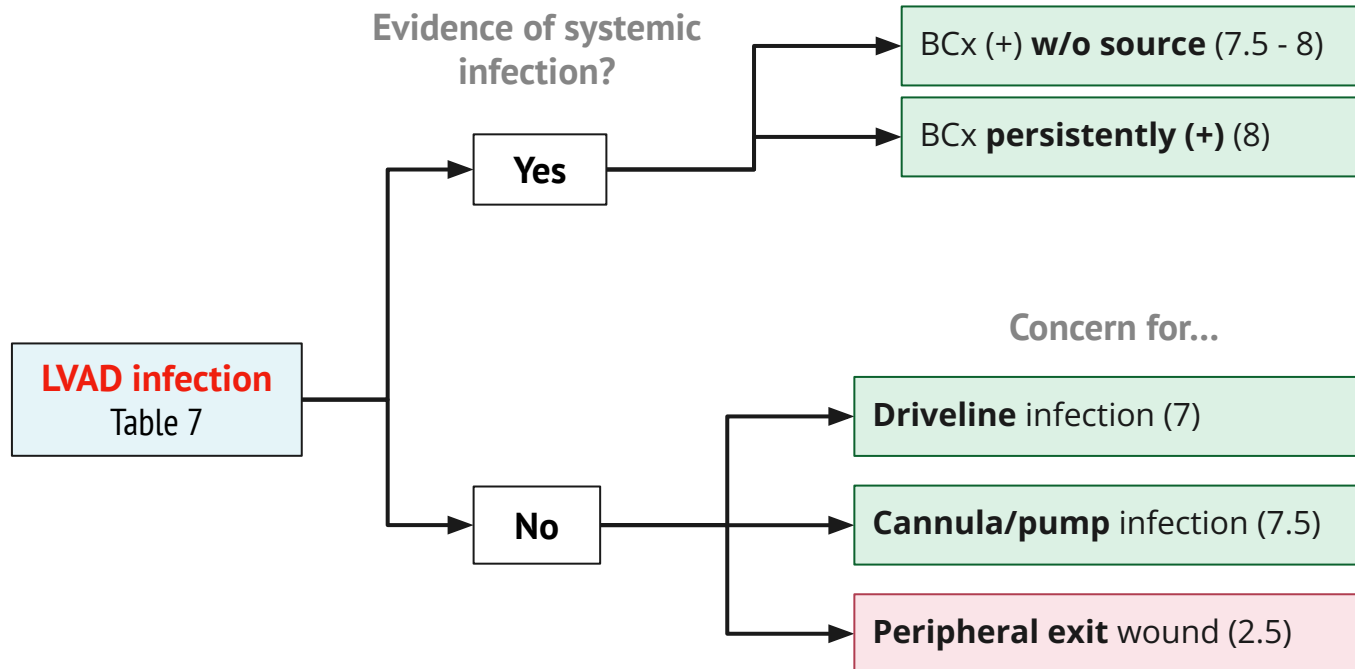 Evidence of systemic
infection?
BCx (+) w/o source (7.5 - 8)
BCx persistently (+) (8)
Yes
Concern for...
LVAD infection
Table 7
Driveline infection (7)
No
Cannula/pump infection (7.5)
Peripheral exit wound (2.5)